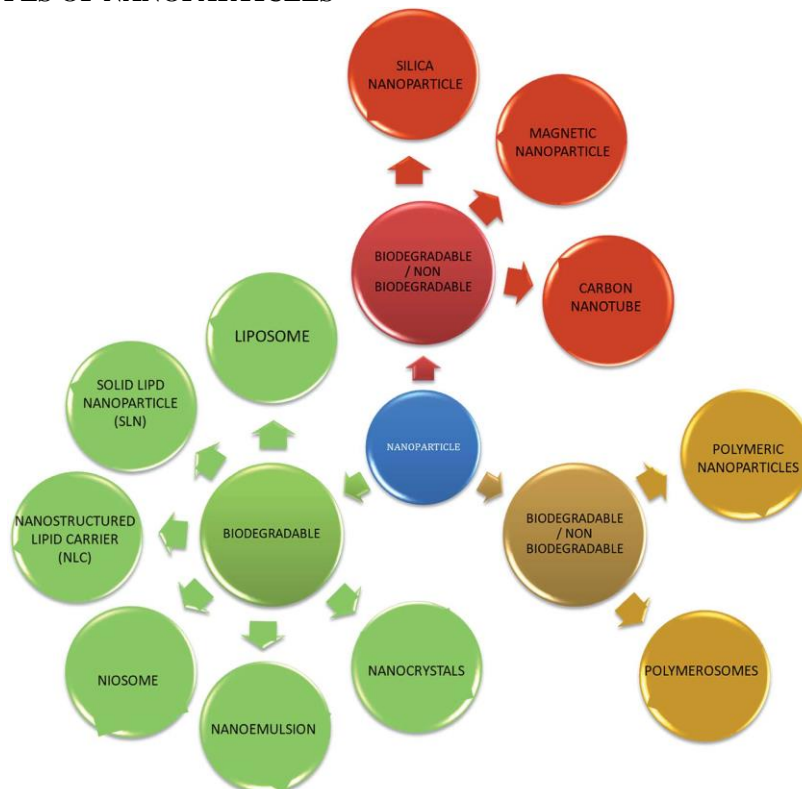 SILICA
NANOPARTICLE
MAGNETIC
NANOPARTICLE
BIODEGRADABLE
/ NON
BIODEGRADABLE
CARBON
NANOTUBE
LIPOSOME
SOLID LIPD
NANOPARTICLE
(SLN)
NANOPARTICLE
POLYMERIC
NANOPARTICLES
NANOSTRUCTURED
LIPID CARRIER
(NLC)
BIODEGRADABLE
BIODEGRADABLE
/ NON
BIODEGRADABLE
NIOSOME
NANOEMULSION
NANOCRYSTALS
POLYMEROSOMES